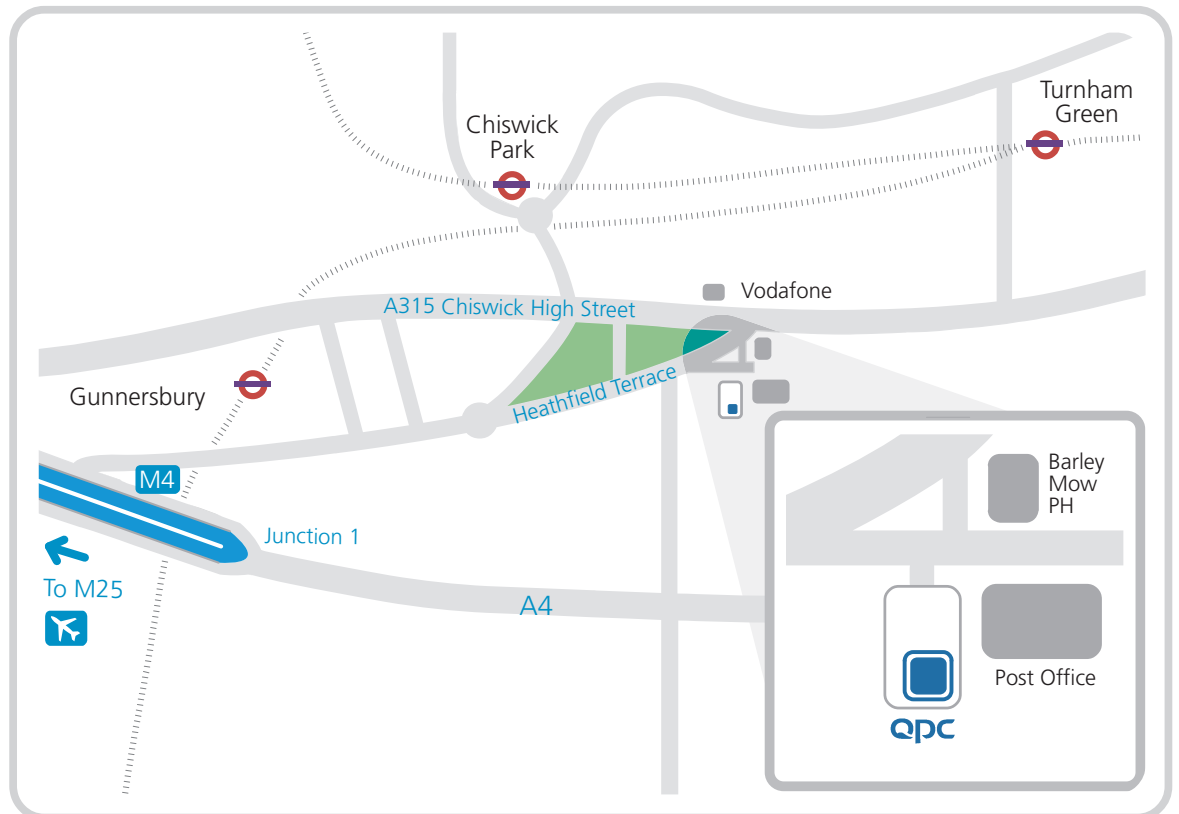 Turnham
Green
Chiswick
Park
Vodafone
A315 Chiswick High Street
Gunnersbury
Heathfield Terrace
M4
Junction 1
To M25
A4
Barley
Mow
PH
Post Office
QPC